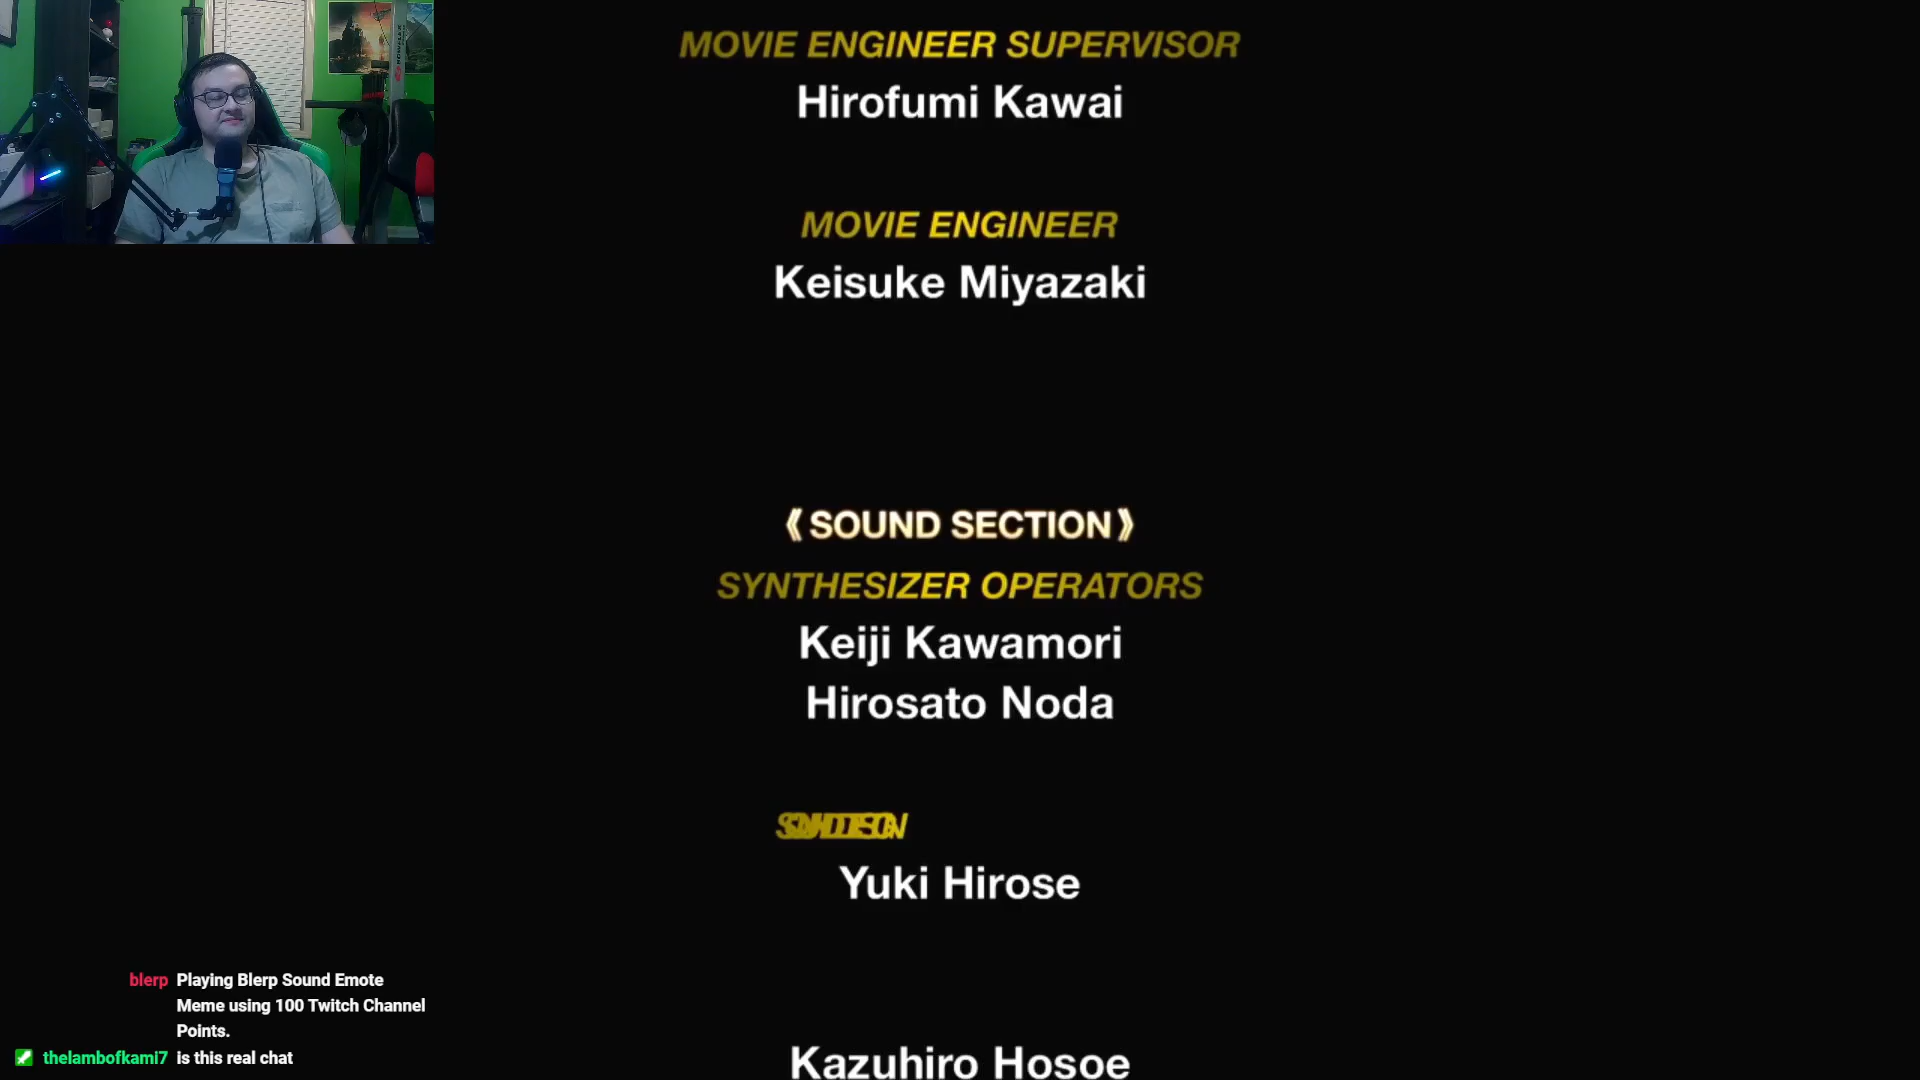 MOVIE ENGINEER SUPERVISOR
Hirofumi Kawai
MOVIE ENGINEER
Keisuke Miyazaki
《SOUND SECTION》
SYNTHESIZER OPERATORS
Keiji Kawamori
Hirosato Noda
Yuki Hirose
Kazuhiro Hosoe
blerp Playing Blerp Sound Emote
Meme using 100 Twitch Channel
Points.
thelambofkami7 is this real chat